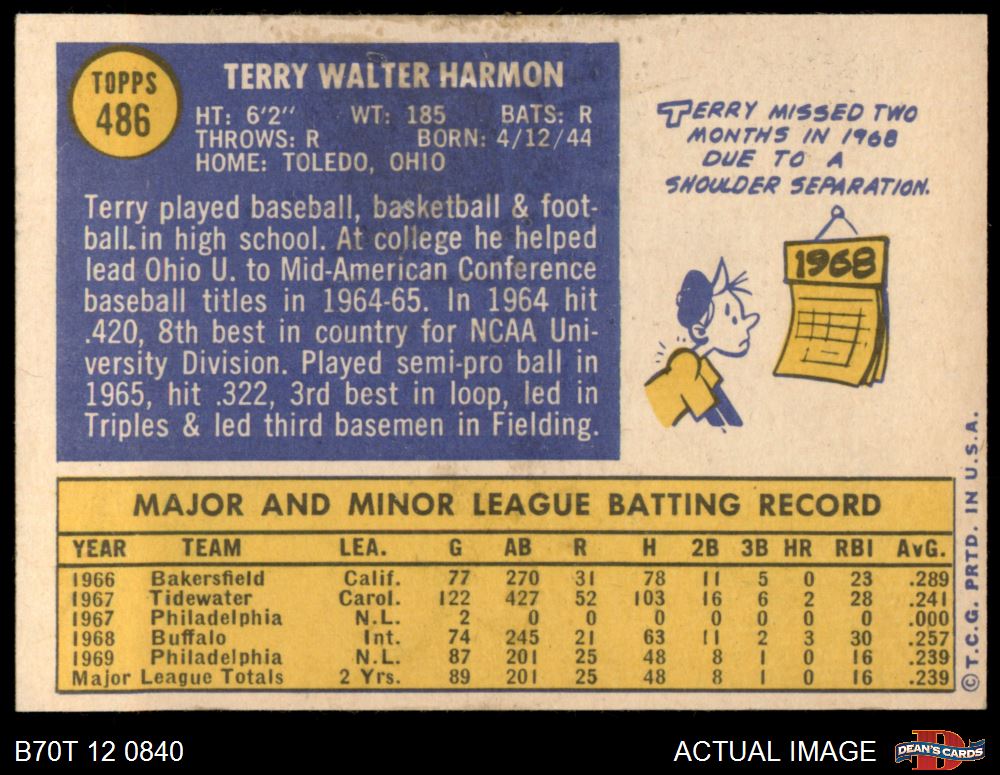 TOPPS
486
TERRY WALTER HARMON
HT: 6'2'' WT: 185 BATS: R
THROWS: R BORN: 4/12/44
HOME: TOLEDO, OHIO
Terry played baseball, basketball & foot-
ball in high school. At college he helped
lead Ohio U. to Mid-American Conference
baseball titles in 1964-65. In 1964 hit
.420, 8th best in country for NCAA Uni-
versity Division. Played semi-pro ball in
1965, hit .322, 3rd best in loop, led in
Triples & led third basemen in Fielding.
TERRY MISSED TWO
MONTHS IN 1968
DUE TO A
SHOULDER SEPARATION.
1968
MAJOR AND MINOR LEAGUE BATTING RECORD
YEAR TEAM LEA. G AB R H 2B 3B HR RBI AvG.
1966 Bakersfield Calif. 77 270 31 78 11 5 0 23 .289
1967 Tidewater Carol. 122 427 52 103 16 6 2 28 .241
1967 Philadelphia N.L. 2 0 0 0 0 0 0 0 .000
1968 Buffalo Int. 74 245 21 63 11 2 3 30 .257
1969 Philadelphia N.L. 87 201 25 48 8 1 0 16 .239
Major League Totals 2 Yrs. 89 201 25 48 8 1 0 16 .239
© T.C.G. PRTD. IN U.S.A.
B70T 12 0840
ACTUAL IMAGE
DEAN'S CARDS